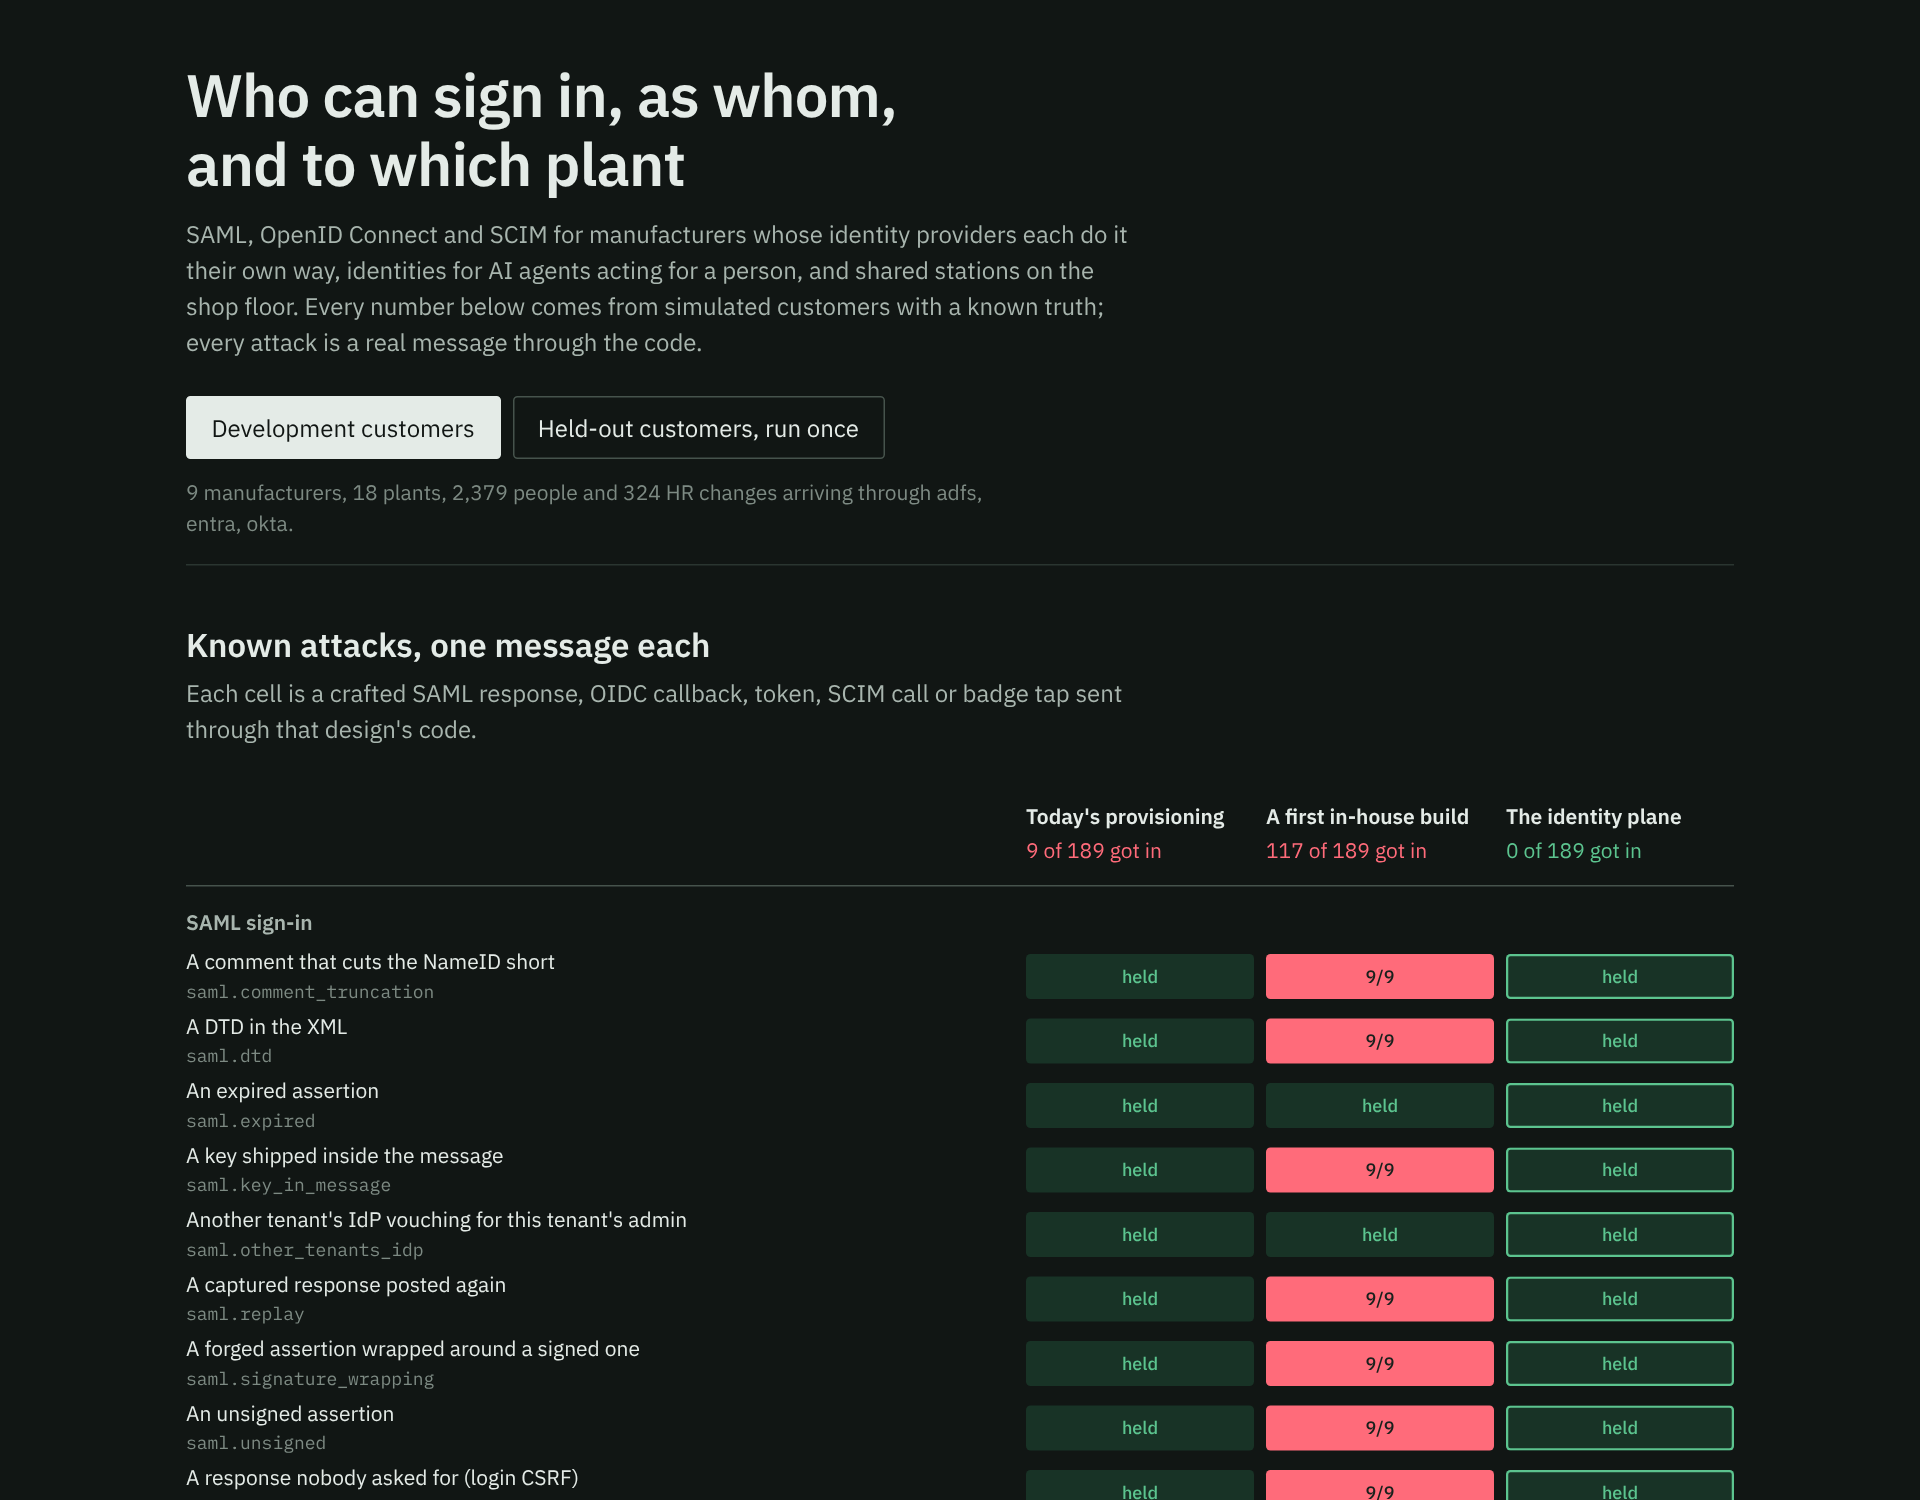 Who can sign in, as whom,
and to which plant
SAML, OpenID Connect and SCIM for manufacturers whose identity providers each do it
their own way, identities for AI agents acting for a person, and shared stations on the
shop floor. Every number below comes from simulated customers with a known truth;
every attack is a real message through the code.
Development customers
Held-out customers, run once
9 manufacturers, 18 plants, 2,379 people and 324 HR changes arriving through adfs,
entra, okta.
Known attacks, one message each
Each cell is a crafted SAML response, OIDC callback, token, SCIM call or badge tap sent
through that design's code.
Today's provisioning
9 of 189 got in
A first in-house build
117 of 189 got in
The identity plane
0 of 189 got in
SAML sign-in
A comment that cuts the NameID short
saml.comment_truncation
held
9/9
held
A DTD in the XML
saml.dtd
held
9/9
held
An expired assertion
saml.expired
held
held
held
A key shipped inside the message
saml.key_in_message
held
9/9
held
Another tenant's IdP vouching for this tenant's admin
saml.other_tenants_idp
held
held
held
A captured response posted again
saml.replay
held
9/9
held
A forged assertion wrapped around a signed one
saml.signature_wrapping
held
9/9
held
An unsigned assertion
saml.unsigned
held
9/9
held
A response nobody asked for (login CSRF)
held
9/9
held